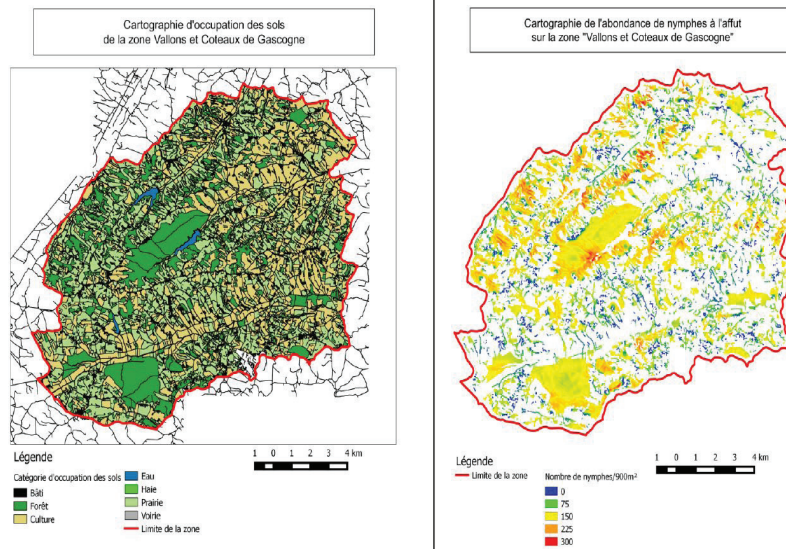 Cartographie d'occupation des sols
de la zone Vallons et Coteaux de Gascogne
Légende
Catégorie d'occupation des sols
Bâti
Forêt
Culture
Eau
Haie
Prairie
Voirie
Limite de la zone
1 0 1 2 3 4 km
Cartographie de l'abondance de nymphes à l'affut
sur la zone "Vallons et Coteaux de Gascogne"
Légende
Limite de la zone
Nombre de nymphes/900m²
0
75
150
225
300
1 0 1 2 3 4 km